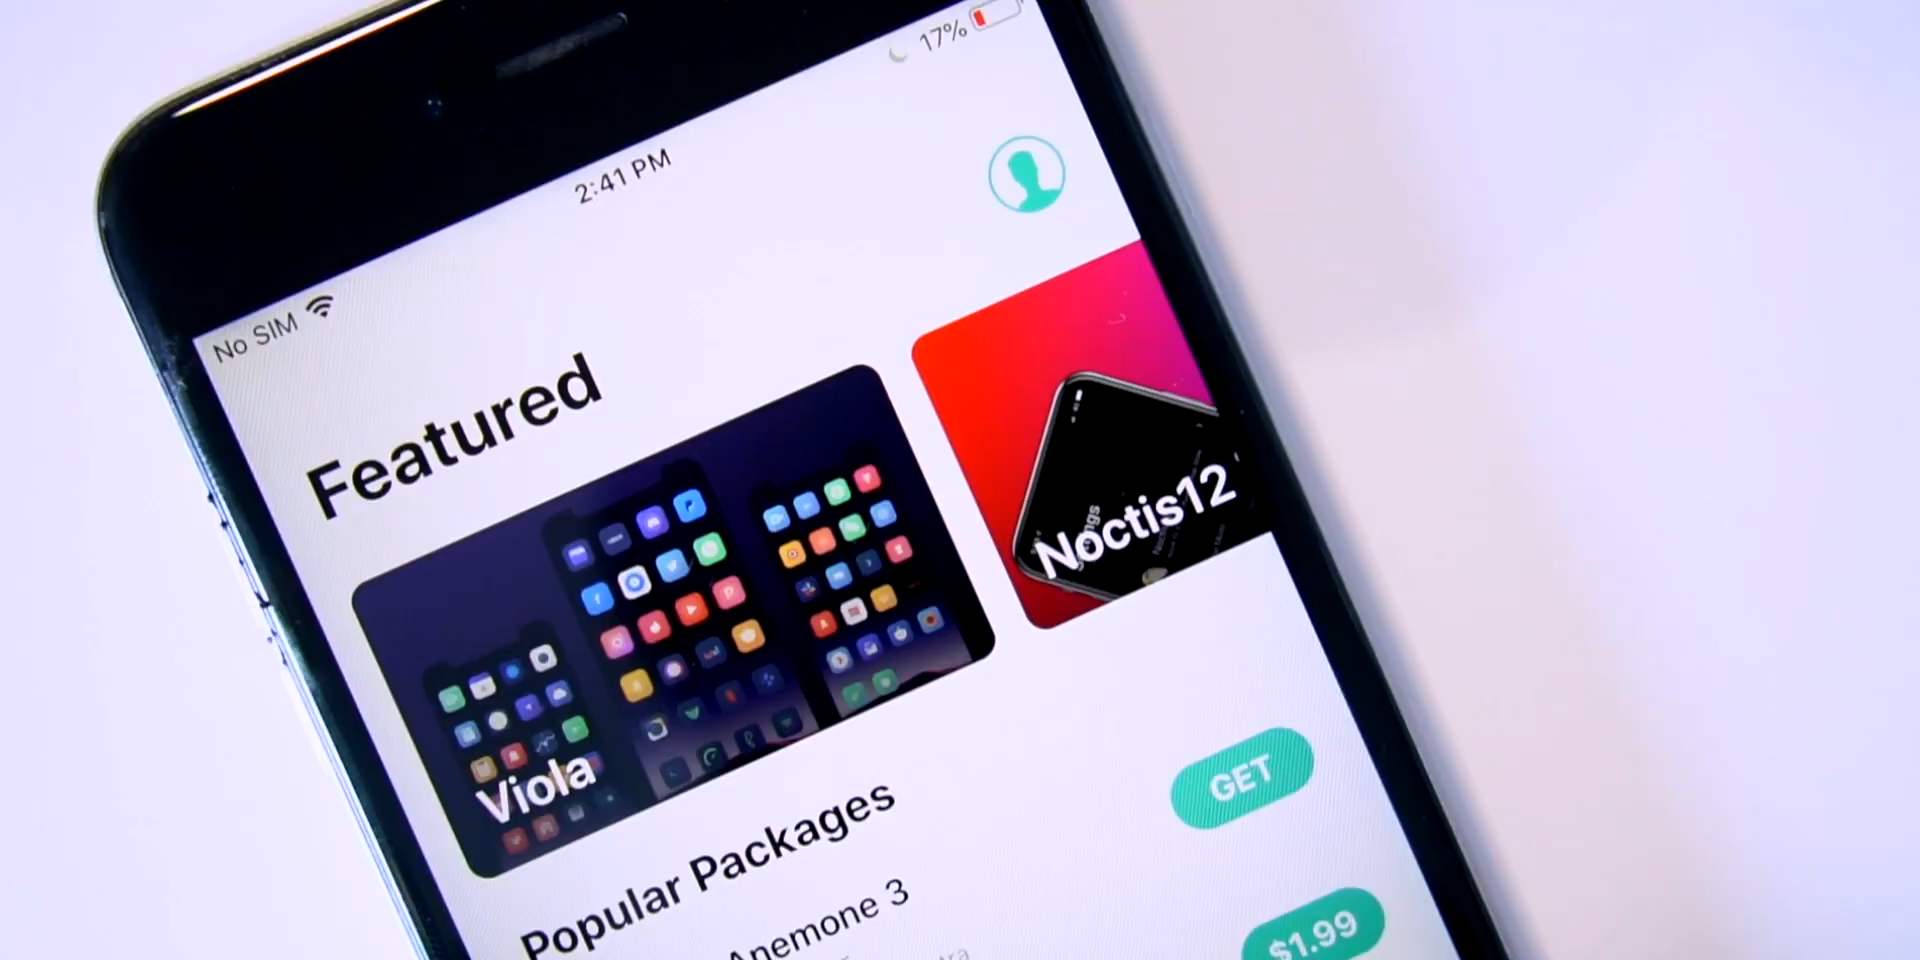 No SIM
2:41 PM
17%
Featured
Viola
Noctis12
Popular Packages
GET
Anemone 3
$1.99